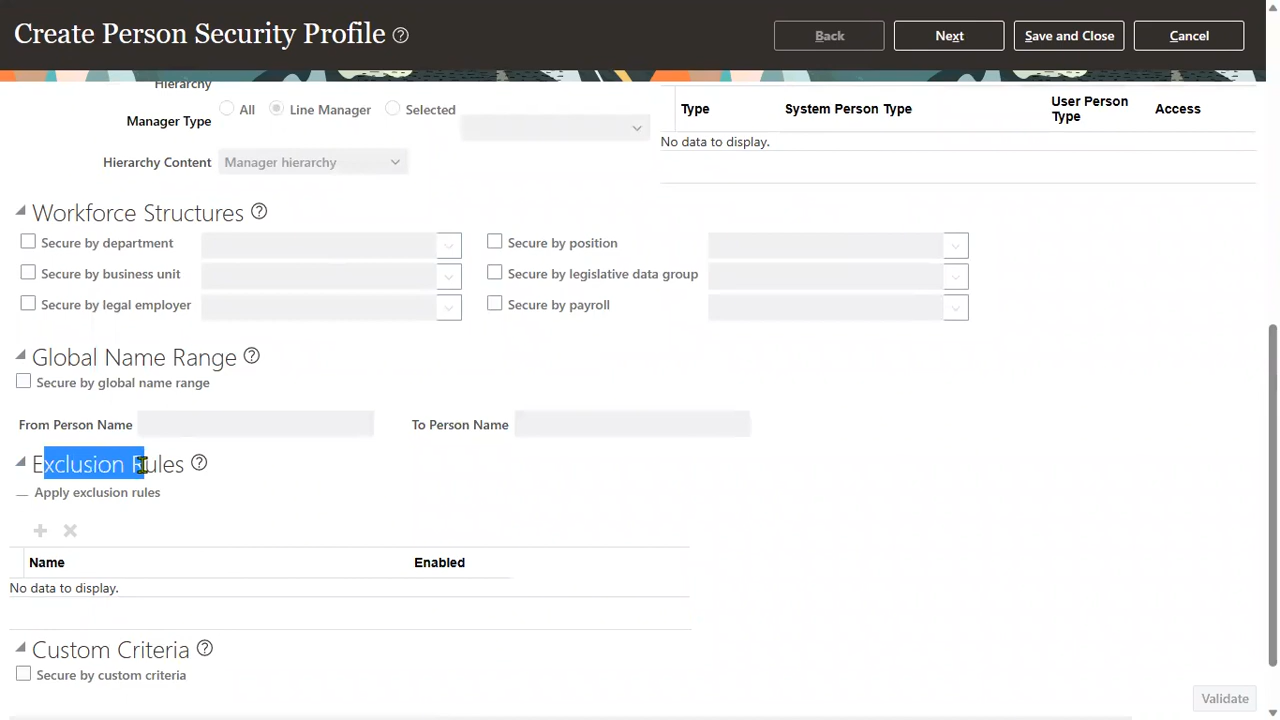 Create Person Security Profile
Back Next Save and Close Cancel
Hierarchy
Manager Type All Line Manager Selected
Hierarchy Content Manager hierarchy
Type System Person Type User Person Type Access
No data to display.
Workforce Structures
Secure by department Secure by position
Secure by business unit Secure by legislative data group
Secure by legal employer Secure by payroll
Global Name Range
Secure by global name range
From Person Name To Person Name
Exclusion Rules
Apply exclusion rules
Name Enabled
No data to display.
Custom Criteria
Secure by custom criteria
Validate